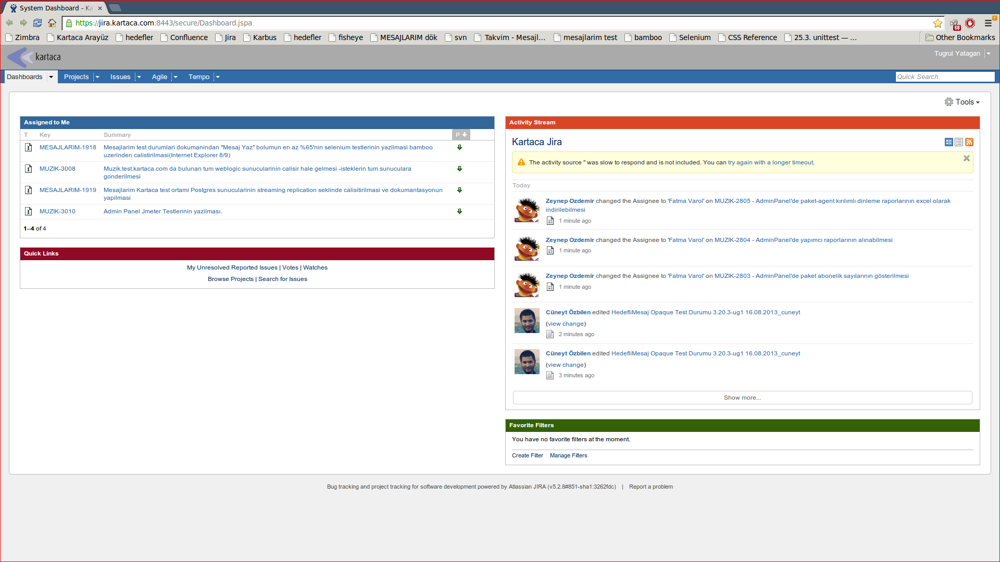 System Dashboard - Ka
https://jira.kartaca.com:8443/secure/Dashboard.jspa
68
Zimbra Kartaca Arayüz hedefler Confluence Jira Karbus hedefler fisheye MESAJLARIM dök svn Takvim - Mesajl... mesajlarim test bamboo Selenium CSS Reference 25.3. unittest — ... Other Bookmarks
kartaca
Tugrul Yatagan
Dashboards Projects Issues Agile Tempo Quick Search
Tools
Assigned to Me
T Key Summary P
MESAJLARIM-1918 Mesajlarim test durumlari dokumanindan "Mesaj Yaz" bolumun en az %65'nin selenium testlerinin yazilmasi bamboo
uzerinden calistirilmasi(Internet Explorer 8/9)
MUZIK-3008 Muzik.test.kartaca.com da bulunan tum weblogic sunucularinin calisir hale gelmesi -isteklerin tum sunuculara
gonderilmesi
MESAJLARIM-1919 Mesajlarim Kartaca test ortami Postgres sunucularinin streaming replication seklinde calisitirilmasi ve dokumantasyonun
yapilmasi
MUZIK-3010 Admin Panel Jmeter Testlerinin yazilması.
1–4 of 4
Quick Links
My Unresolved Reported Issues | Votes | Watches
Browse Projects | Search for Issues
Activity Stream
Kartaca Jira
The activity source '' was slow to respond and is not included. You can try again with a longer timeout.
Today
Zeynep Ozdemir changed the Assignee to 'Fatma Varol' on MUZIK-2805 - AdminPanel'de paket-agent kırılımlı dinleme raporlarının excel olarak
indirilebilmesi
1 minute ago
Zeynep Ozdemir changed the Assignee to 'Fatma Varol' on MUZIK-2804 - AdminPanel'de yapımcı raporlarının alınabilmesi
1 minute ago
Zeynep Ozdemir changed the Assignee to 'Fatma Varol' on MUZIK-2803 - AdminPanel'de paket abonelik sayılarının gösterilmesi
1 minute ago
Cüneyt Özbilen edited HedefliMesaj Opaque Test Durumu 3.20.3-ug1 16.08.2013_cuneyt
(view change)
2 minutes ago
Cüneyt Özbilen edited HedefliMesaj Opaque Test Durumu 3.20.3-ug1 16.08.2013_cuneyt
(view change)
3 minutes ago
Show more...
Favorite Filters
You have no favorite filters at the moment.
Create Filter Manage Filters
Bug tracking and project tracking for software development powered by Atlassian JIRA (v5.2.8#851-sha1:3262fdc) | Report a problem